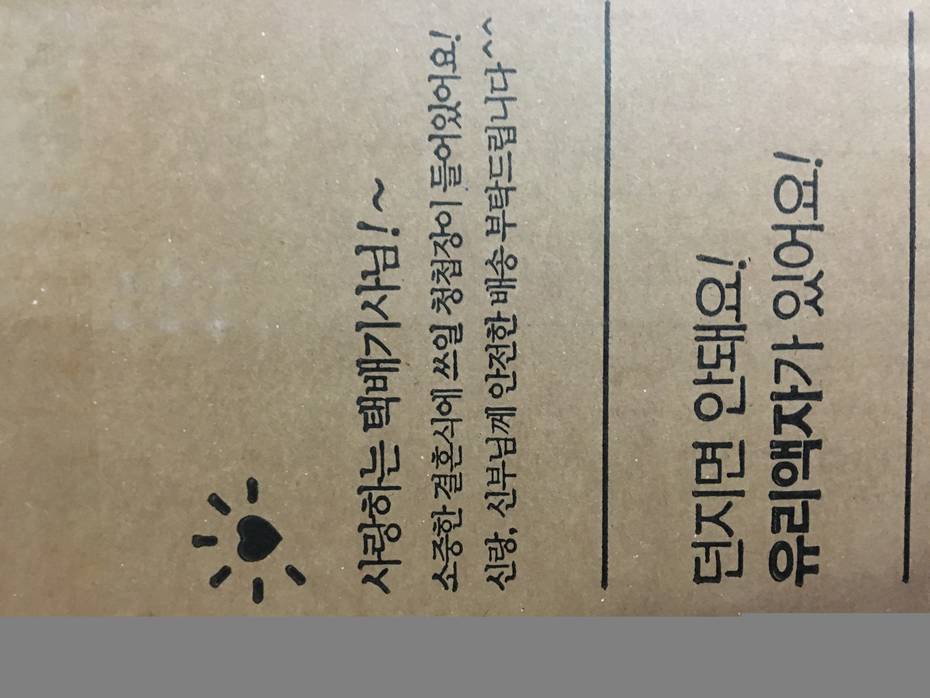 사랑하는 택배기사님!~
소중한 결혼식에 쓰일 청첩장이 들어있어요!
신랑, 신부님께 안전한 배송 부탁드립니다^^
던지면 안돼요!
유리액자가 있어요!